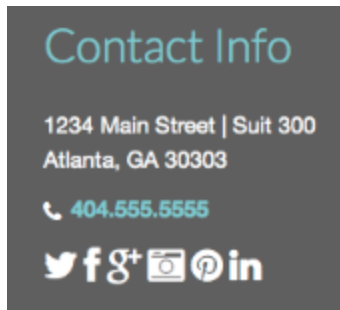 Contact Info
1234 Main Street | Suit 300
Atlanta, GA 30303
404.555.5555